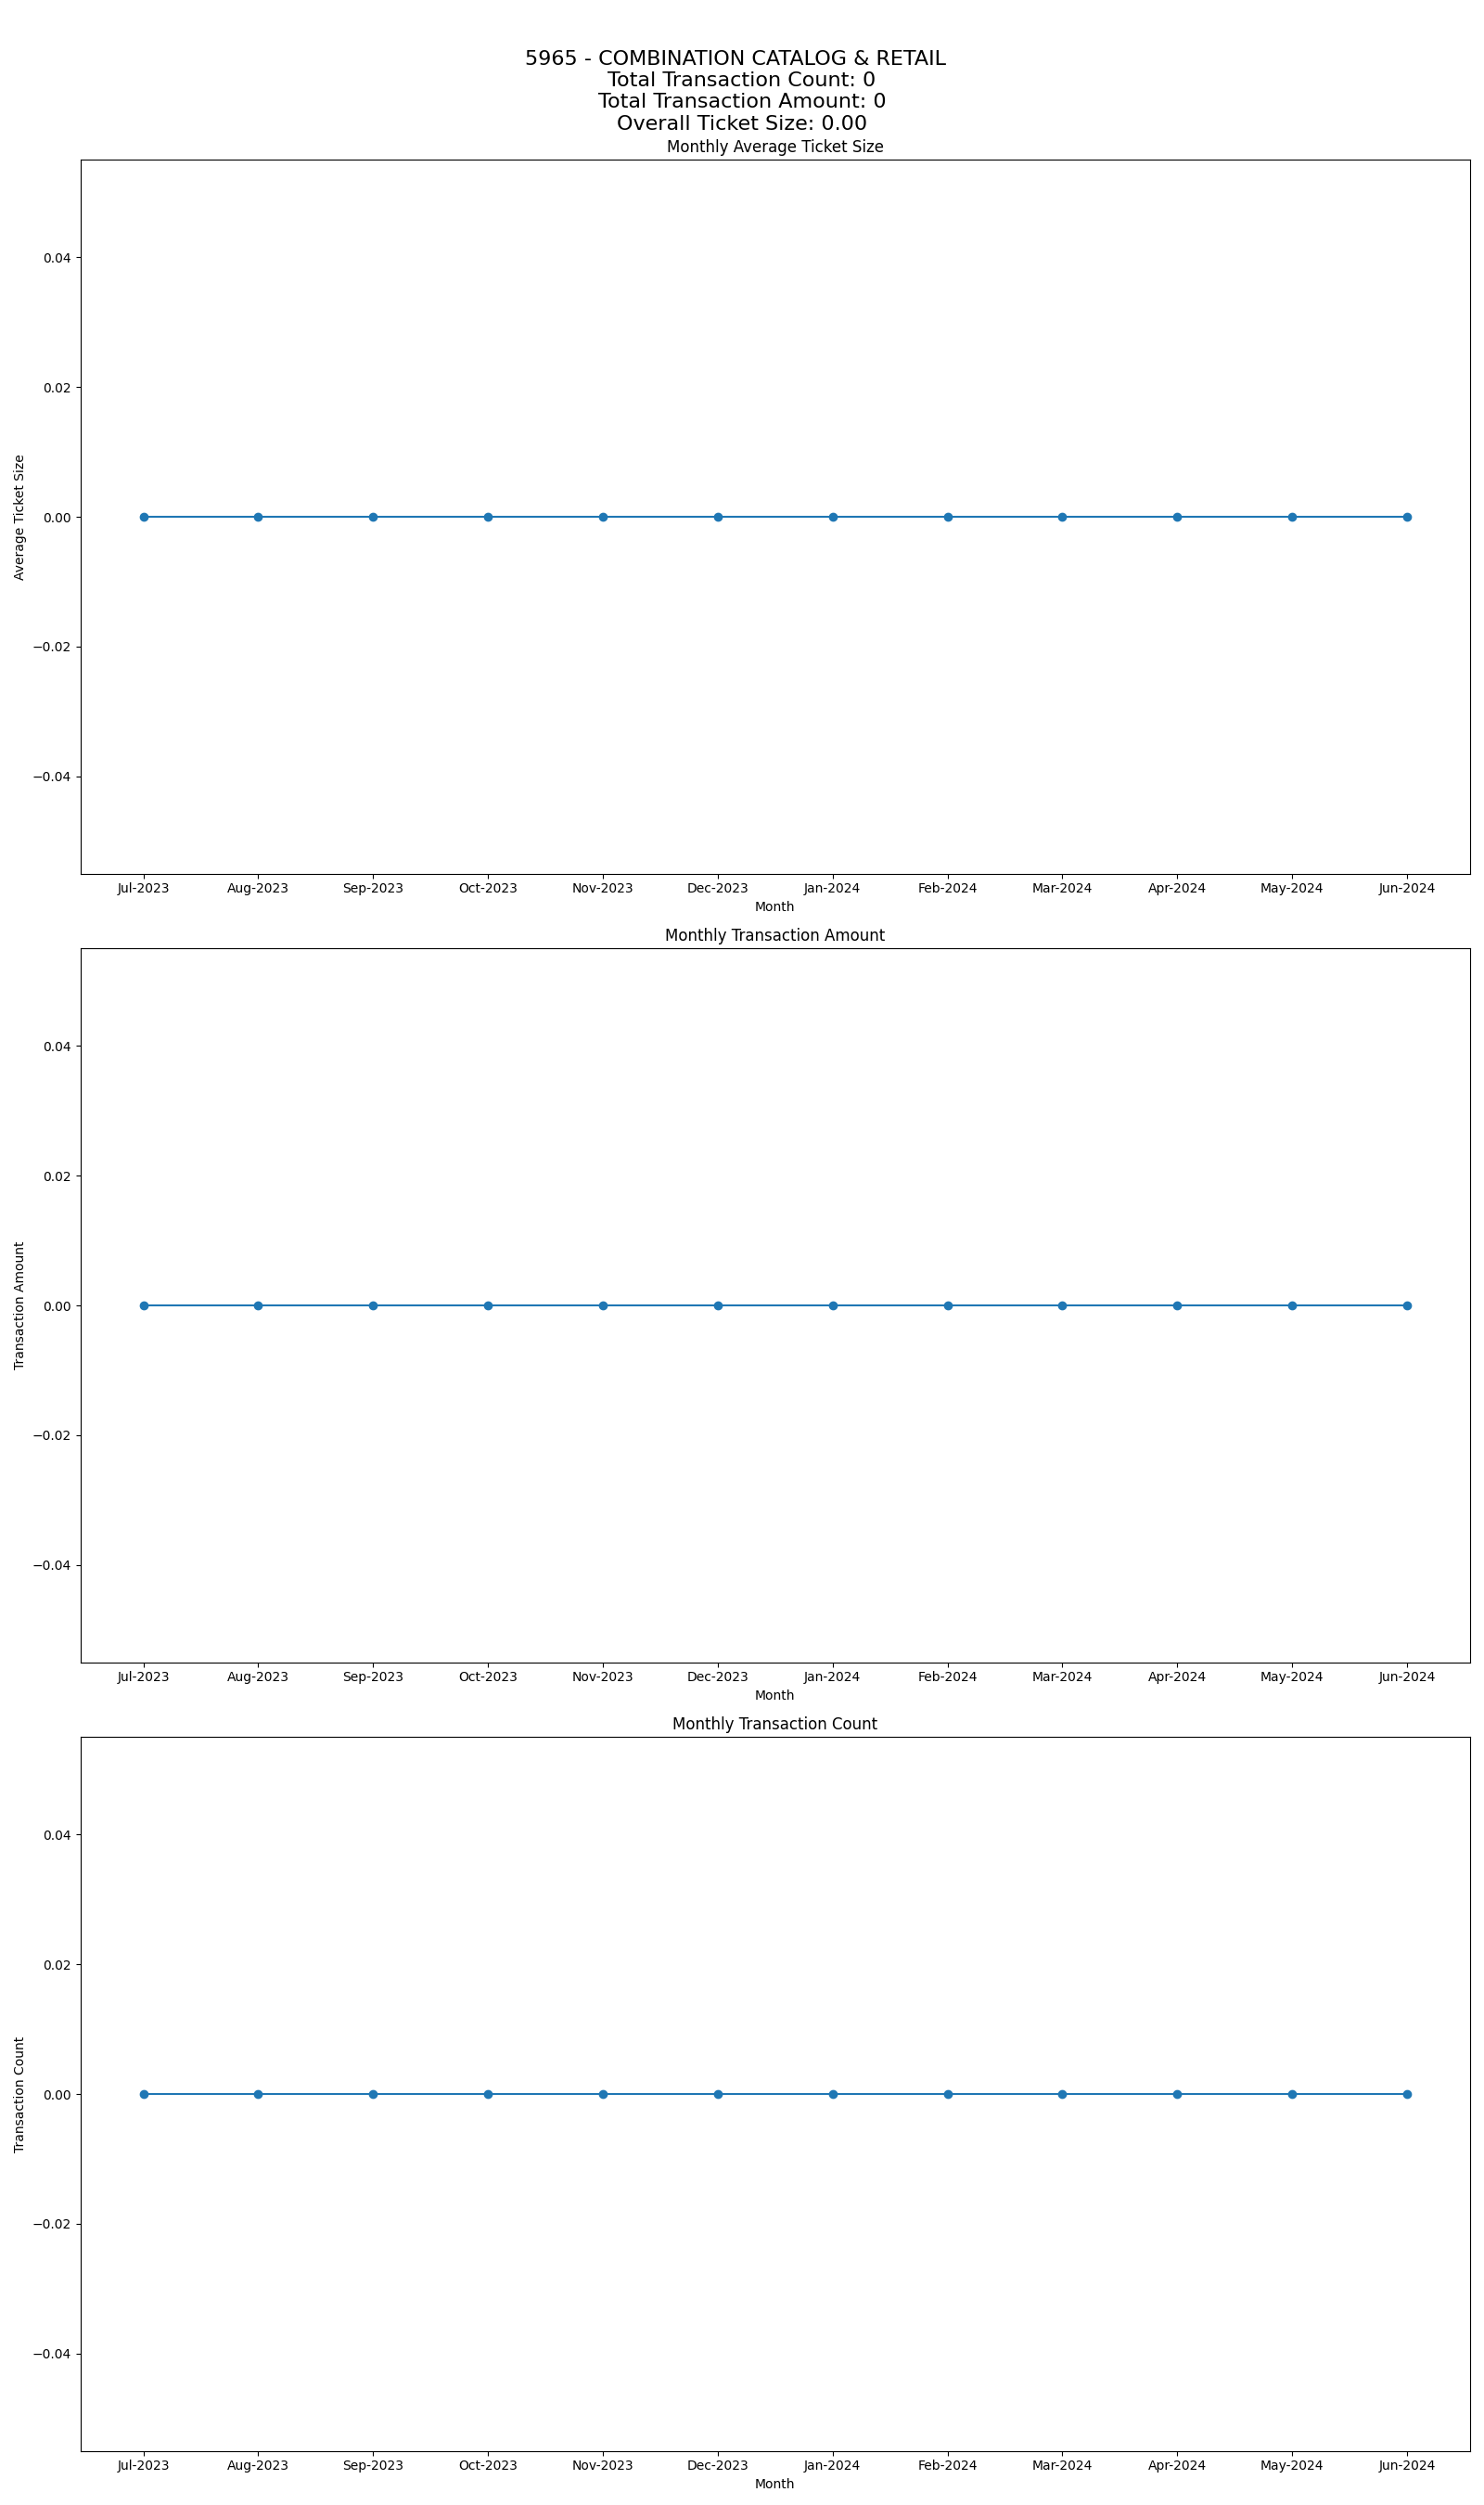 5965 - COMBINATION CATALOG & RETAIL
Total Transaction Count: 0
Total Transaction Amount: 0
Overall Ticket Size: 0.00
Monthly Average Ticket Size
0.04
0.02
0.00
−0.02
−0.04
Average Ticket Size
Jul-2023 Aug-2023 Sep-2023 Oct-2023 Nov-2023 Dec-2023 Jan-2024 Feb-2024 Mar-2024 Apr-2024 May-2024 Jun-2024
Month
Monthly Transaction Amount
0.04
0.02
0.00
−0.02
−0.04
Transaction Amount
Jul-2023 Aug-2023 Sep-2023 Oct-2023 Nov-2023 Dec-2023 Jan-2024 Feb-2024 Mar-2024 Apr-2024 May-2024 Jun-2024
Month
Monthly Transaction Count
0.04
0.02
0.00
−0.02
−0.04
Transaction Count
Jul-2023 Aug-2023 Sep-2023 Oct-2023 Nov-2023 Dec-2023 Jan-2024 Feb-2024 Mar-2024 Apr-2024 May-2024 Jun-2024
Month